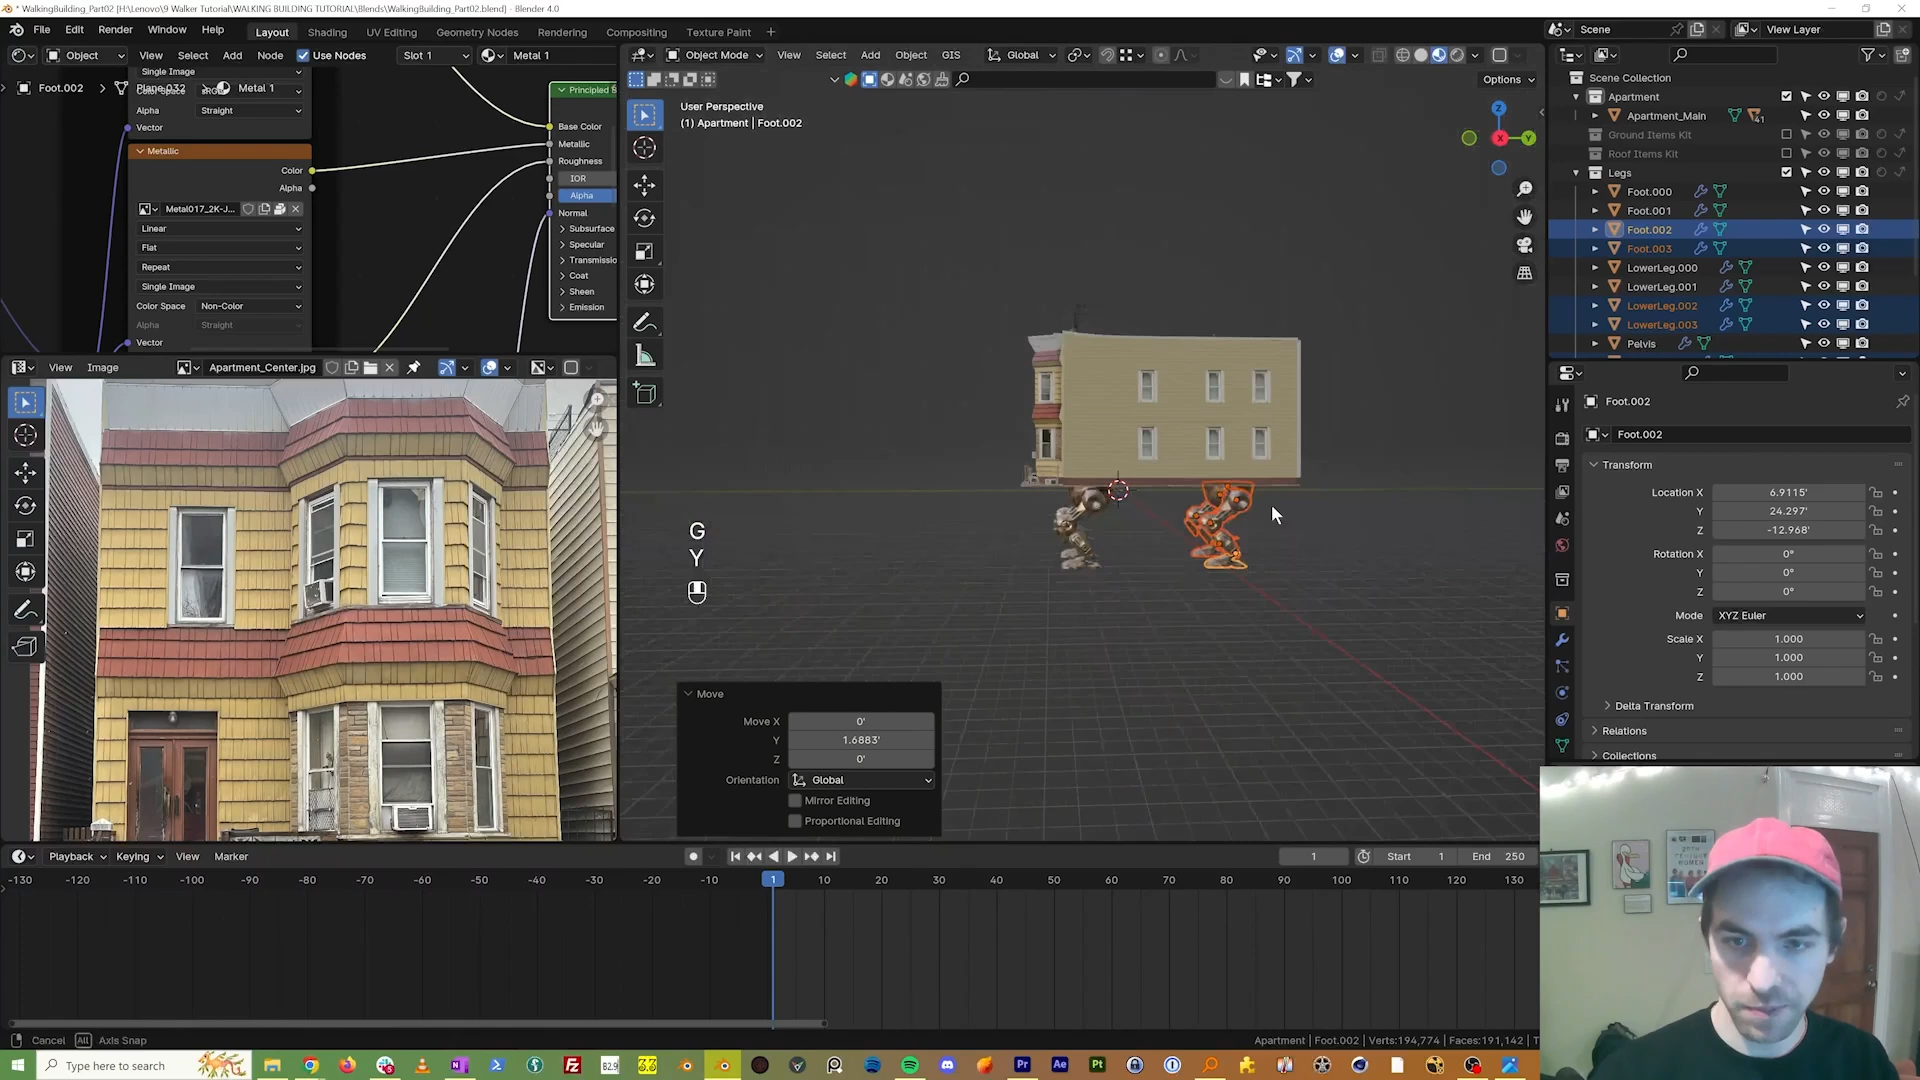 * WalkingBuilding_Part02 [H:\Lenovo\9 Walker Tutorial\WALKING BUILDING TUTORIAL\Blends\WalkingBuilding_Part02.blend] - Blender 4.0
File Edit Render Window Help Layout Shading UV Editing Geometry Nodes Rendering Compositing Texture Paint +
Scene View Layer
Object View Select Add Node Use Nodes Slot 1 Metal 1
Object Mode View Select Add Object GIS Global
Options
Foot.002 Metal 1
Single Image
Alpha Straight
Vector
Metallic
Color
Alpha
Metal017_2K-J...
Linear
Flat
Repeat
Single Image
Color Space Non-Color
Alpha Straight
Vector
Principled
Base Color
Metallic
Roughness
IOR
Alpha
Normal
Subsurface
Specular
Transmissio
Coat
Sheen
Emission
User Perspective
(1) Apartment | Foot.002
Z
X
Y
G
Y
Scene Collection
Apartment
Apartment_Main
41
Ground Items Kit
Roof Items Kit
Legs
Foot.000
Foot.001
Foot.002
Foot.003
LowerLeg.000
LowerLeg.001
LowerLeg.002
LowerLeg.003
Pelvis
View Image Apartment_Center.jpg
Move
Move X 0'
Y 1.6883'
Z 0'
Orientation Global
Mirror Editing
Proportional Editing
Foot.002
Foot.002
Transform
Location X 6.9115'
Y 24.297'
Z -12.968'
Rotation X 0°
Y 0°
Z 0°
Mode XYZ Euler
Scale X 1.000
Y 1.000
Z 1.000
Delta Transform
Relations
Collections
Playback Keying View Marker
1 Start 1 End 250
-130 -120 -110 -100 -90 -80 -70 -60 -50 -40 -30 -20 -10 1 10 20 30 40 50 60 70 80 90 100 110 120 130
Cancel Alt Axis Snap
Apartment | Foot.002 | Verts:194,774 | Faces:191,142 | T
Type here to search
B2.9
3.3
Pr Ae Pt